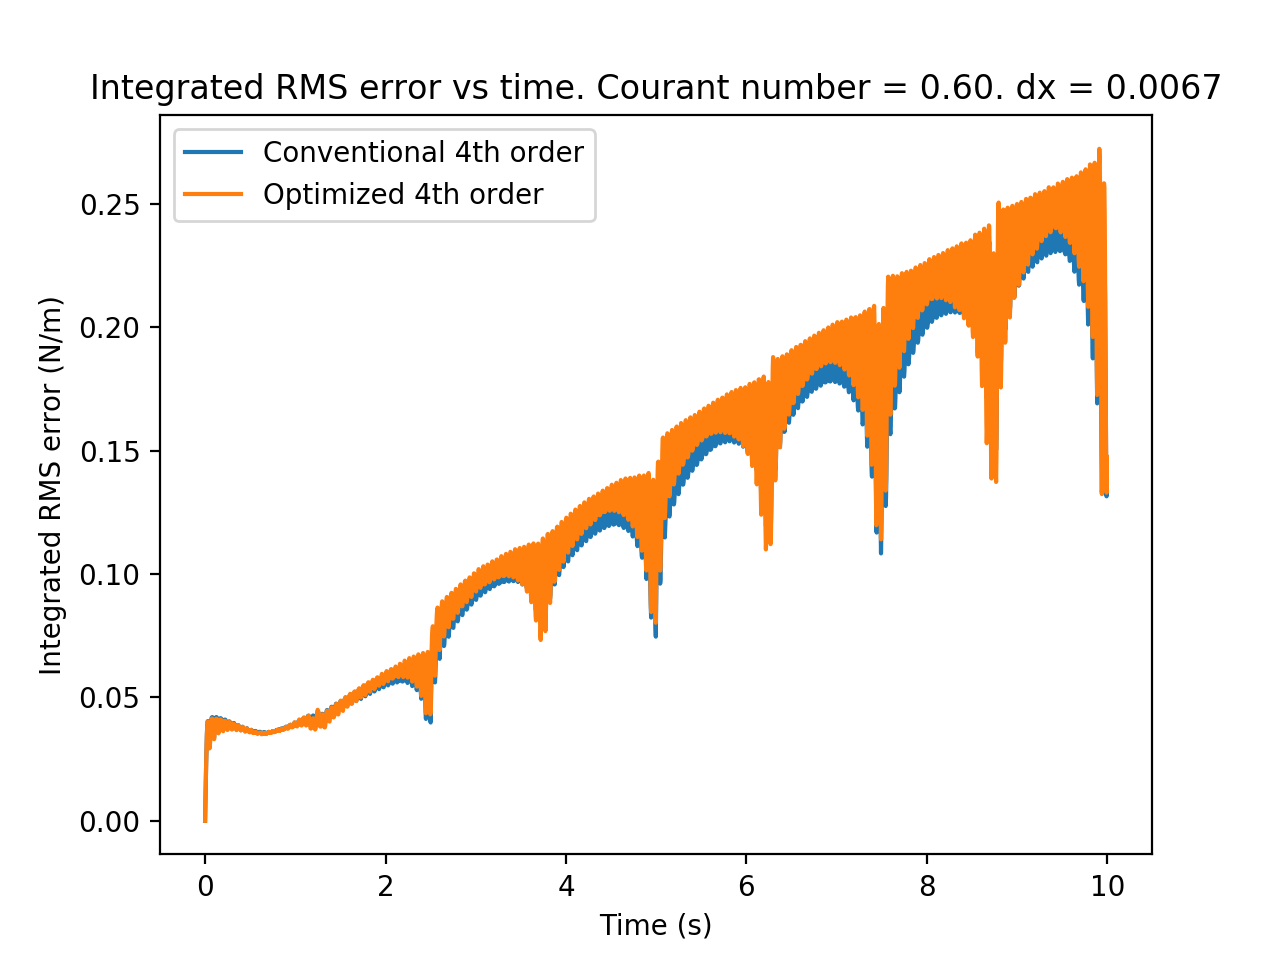 Integrated RMS error vs time. Courant number = 0.60. dx = 0.0067
Conventional 4th order
Optimized 4th order
Integrated RMS error (N/m)
0.25
0.20
0.15
0.10
0.05
0.00
0 2 4 6 8 10
Time (s)